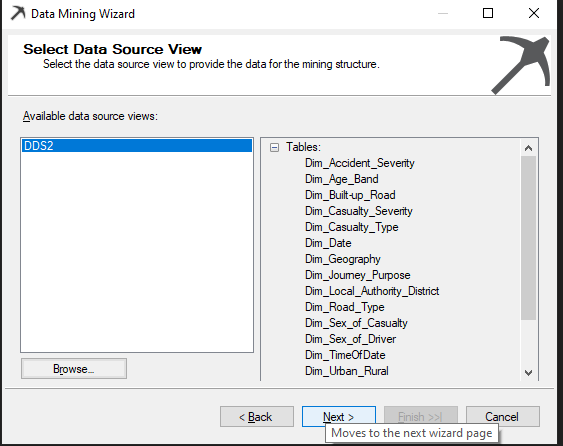 Data Mining Wizard
Select Data Source View
Select the data source view to provide the data for the mining structure.
Available data source views:
DDS2
Tables:
Dim_Accident_Severity
Dim_Age_Band
Dim_Built-up_Road
Dim_Casualty_Severity
Dim_Casualty_Type
Dim_Date
Dim_Geography
Dim_Journey_Purpose
Dim_Local_Authority_District
Dim_Road_Type
Dim_Sex_of_Casualty
Dim_Sex_of_Driver
Dim_TimeOfDate
Dim_Urban_Rural
Browse...
< Back
Next >
Finish >>|
Cancel
Moves to the next wizard page